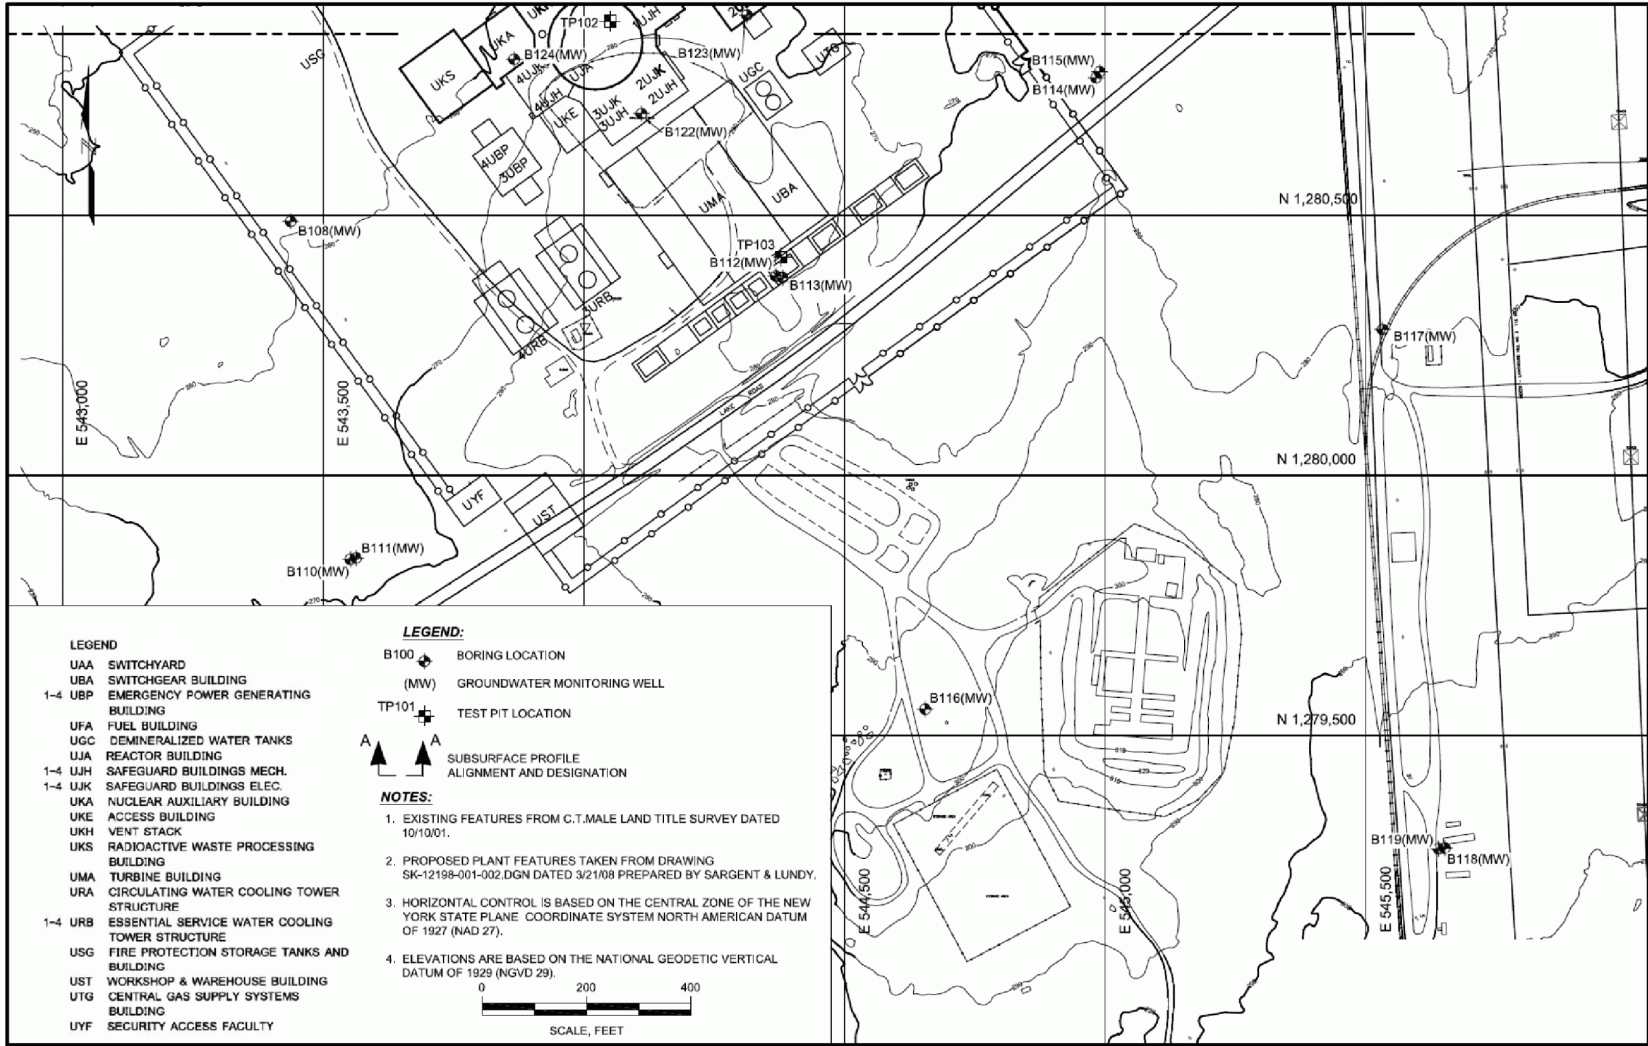 UKH
TP102
1UJH
UKA
UTG
USG
B124(MW)
B123(MW)
B115(MW)
UKS
4UJK
UJA
2UJK
UGC
B114(MW)
4UJH
3UJK
2UJH
UKE
3UJH
B122(MW)
4UBP
3UBP
UMA
UBA
N 1,280,500
B108(MW)
TP103
B112(MW)
B113(MW)
3URB
4URB
B117(MW)
LAKE ROAD
E 543,000
E 543,500
N 1,280,000
UYF
UST
B111(MW)
B110(MW)
B116(MW)
N 1,279,500
B119(MW)
B118(MW)
E 544,500
E 545,000
E 545,500
LEGEND
UAA SWITCHYARD
UBA SWITCHGEAR BUILDING
1-4 UBP EMERGENCY POWER GENERATING
BUILDING
UFA FUEL BUILDING
UGC DEMINERALIZED WATER TANKS
UJA REACTOR BUILDING
1-4 UJH SAFEGUARD BUILDINGS MECH.
1-4 UJK SAFEGUARD BUILDINGS ELEC.
UKA NUCLEAR AUXILIARY BUILDING
UKE ACCESS BUILDING
UKH VENT STACK
UKS RADIOACTIVE WASTE PROCESSING
BUILDING
UMA TURBINE BUILDING
URA CIRCULATING WATER COOLING TOWER
STRUCTURE
1-4 URB ESSENTIAL SERVICE WATER COOLING
TOWER STRUCTURE
USG FIRE PROTECTION STORAGE TANKS AND
BUILDING
UST WORKSHOP & WAREHOUSE BUILDING
UTG CENTRAL GAS SUPPLY SYSTEMS
BUILDING
UYF SECURITY ACCESS FACULTY
LEGEND:
B100 BORING LOCATION
(MW) GROUNDWATER MONITORING WELL
TP101 TEST PIT LOCATION
A A SUBSURFACE PROFILE
ALIGNMENT AND DESIGNATION
NOTES:
1. EXISTING FEATURES FROM C.T.MALE LAND TITLE SURVEY DATED
10/10/01.
2. PROPOSED PLANT FEATURES TAKEN FROM DRAWING
SK-12198-001-002.DGN DATED 3/21/08 PREPARED BY SARGENT & LUNDY.
3. HORIZONTAL CONTROL IS BASED ON THE CENTRAL ZONE OF THE NEW
YORK STATE PLANE COORDINATE SYSTEM NORTH AMERICAN DATUM
OF 1927 (NAD 27).
4. ELEVATIONS ARE BASED ON THE NATIONAL GEODETIC VERTICAL
DATUM OF 1929 (NGVD 29).
0 200 400
SCALE, FEET